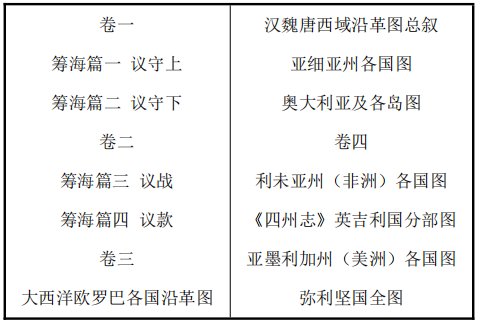 卷一
筹海篇一 议守上
筹海篇二 议守下
卷二
筹海篇三 议战
筹海篇四 议款
卷三
大西洋欧罗巴各国沿革图
汉魏唐西域沿革图总叙
亚细亚州各国图
奥大利亚及各岛图
卷四
利未亚州（非洲）各国图
《四州志》英吉利国分部图
亚墨利加州（美洲）各国图
弥利坚国全图